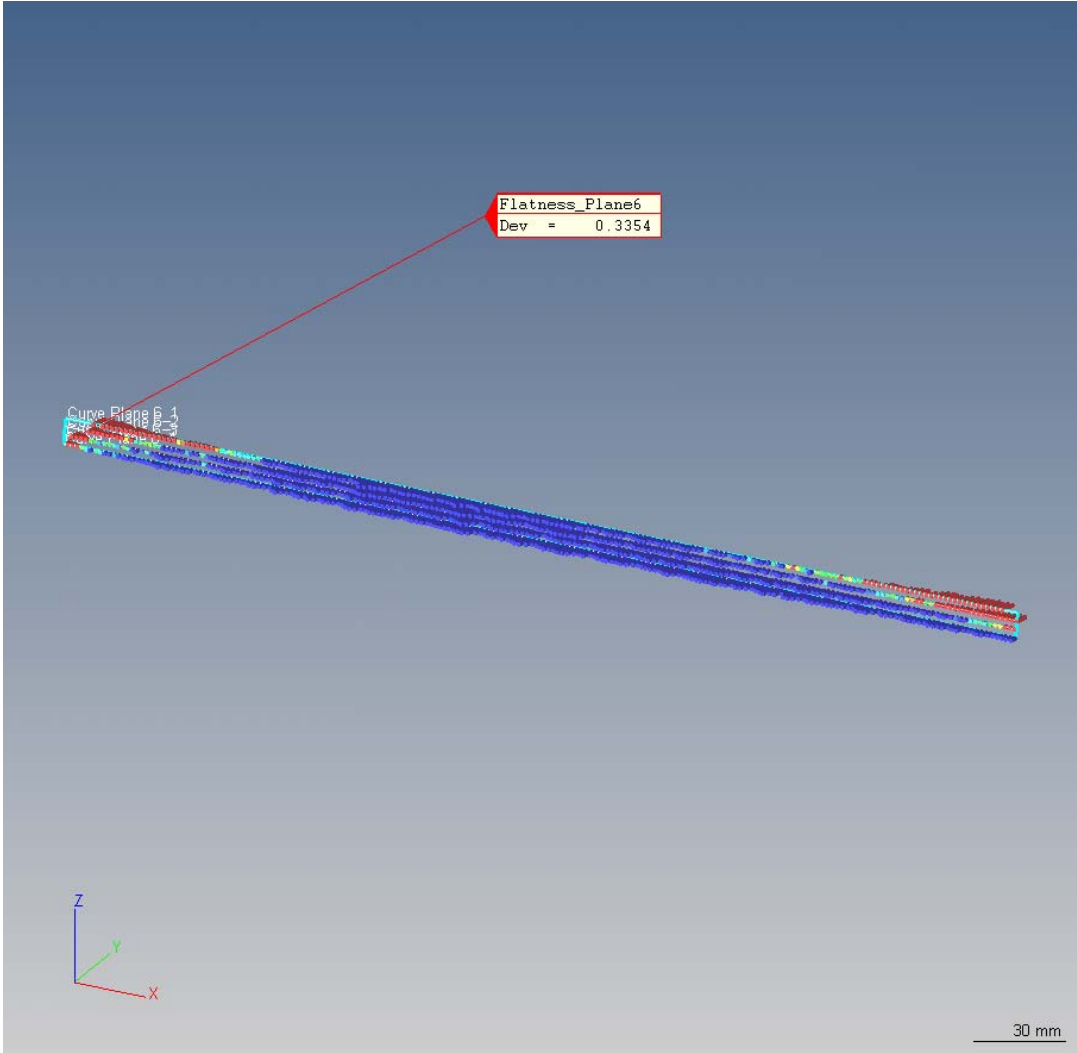 Flatness_Plane6
Dev = 0.3354
Curve Plane 6_1
Z
Y
X
30 mm